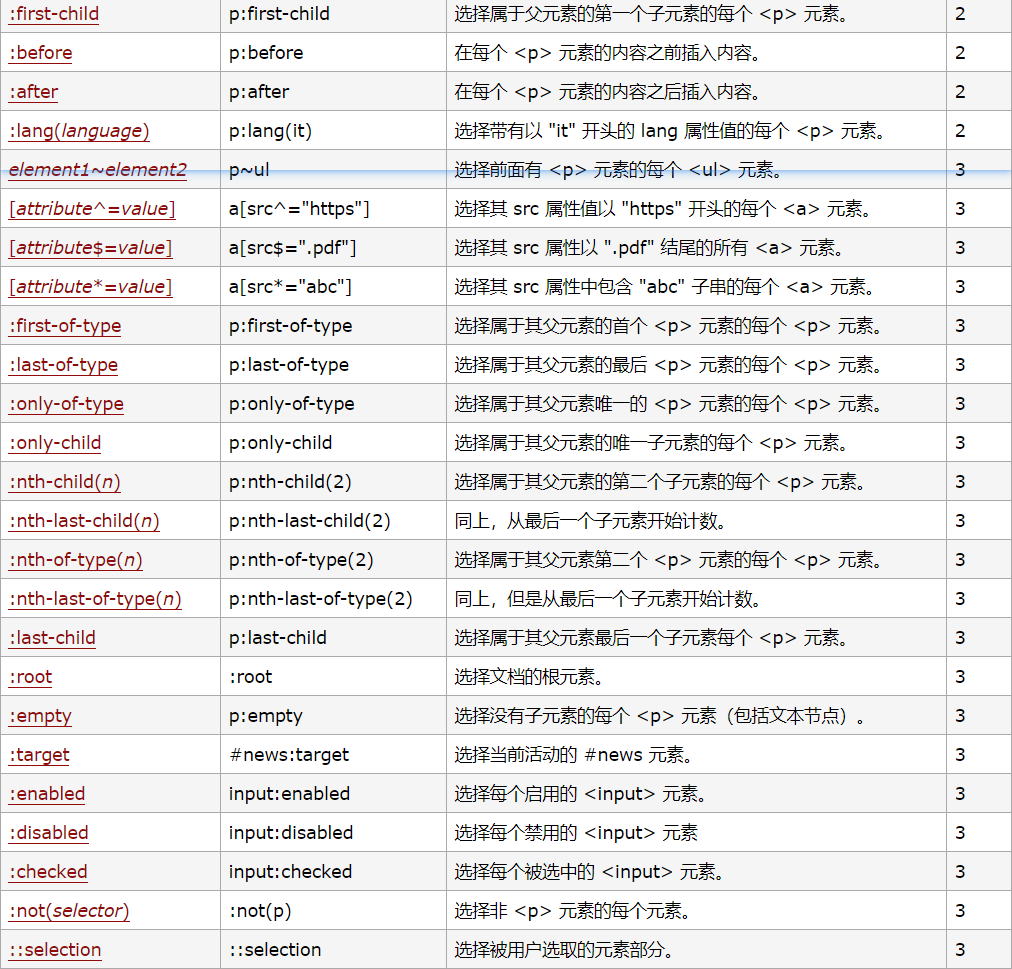 :first-child p:first-child 选择属于父元素的第一个子元素的每个 <p> 元素。 2
:before p:before 在每个 <p> 元素的内容之前插入内容。 2
:after p:after 在每个 <p> 元素的内容之后插入内容。 2
:lang(language) p:lang(it) 选择带有以 "it" 开头的 lang 属性值的每个 <p> 元素。 2
element1~element2 p~ul 选择前面有 <p> 元素的每个 <ul> 元素。 3
[attribute^=value] a[src^="https"] 选择其 src 属性值以 "https" 开头的每个 <a> 元素。 3
[attribute$=value] a[src$=".pdf"] 选择其 src 属性以 ".pdf" 结尾的所有 <a> 元素。 3
[attribute*=value] a[src*="abc"] 选择其 src 属性中包含 "abc" 子串的每个 <a> 元素。 3
:first-of-type p:first-of-type 选择属于其父元素的首个 <p> 元素的每个 <p> 元素。 3
:last-of-type p:last-of-type 选择属于其父元素的最后 <p> 元素的每个 <p> 元素。 3
:only-of-type p:only-of-type 选择属于其父元素唯一的 <p> 元素的每个 <p> 元素。 3
:only-child p:only-child 选择属于其父元素的唯一子元素的每个 <p> 元素。 3
:nth-child(n) p:nth-child(2) 选择属于其父元素的第二个子元素的每个 <p> 元素。 3
:nth-last-child(n) p:nth-last-child(2) 同上，从最后一个子元素开始计数。 3
:nth-of-type(n) p:nth-of-type(2) 选择属于其父元素第二个 <p> 元素的每个 <p> 元素。 3
:nth-last-of-type(n) p:nth-last-of-type(2) 同上，但是从最后一个子元素开始计数。 3
:last-child p:last-child 选择属于其父元素最后一个子元素每个 <p> 元素。 3
:root :root 选择文档的根元素。 3
:empty p:empty 选择没有子元素的每个 <p> 元素（包括文本节点）。 3
:target #news:target 选择当前活动的 #news 元素。 3
:enabled input:enabled 选择每个启用的 <input> 元素。 3
:disabled input:disabled 选择每个禁用的 <input> 元素 3
:checked input:checked 选择每个被选中的 <input> 元素。 3
:not(selector) :not(p) 选择非 <p> 元素的每个元素。 3
::selection ::selection 选择被用户选取的元素部分。 3